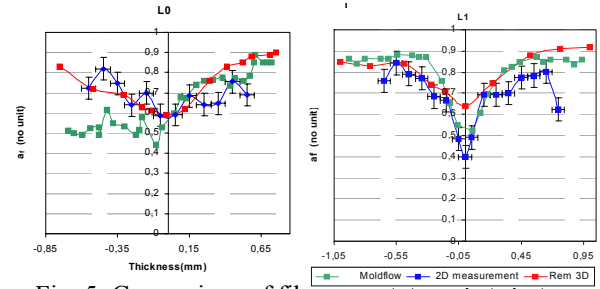 L0
1
0,9
0,8
0,7
0,6
0,5
0,4
0,3
0,2
0,1
0
-0,85 -0,35 0,15 0,65
ar (no unit)
Thickness(mm)
L1
1
0,9
0,8
0,7
0,6
0,5
0,4
0,3
0,2
0,1
0
-1,05 -0,55 -0,05 0,45 0,95
af (no unit)
Moldflow 2D measurement Rem 3D
Fig. 5: Comparison of